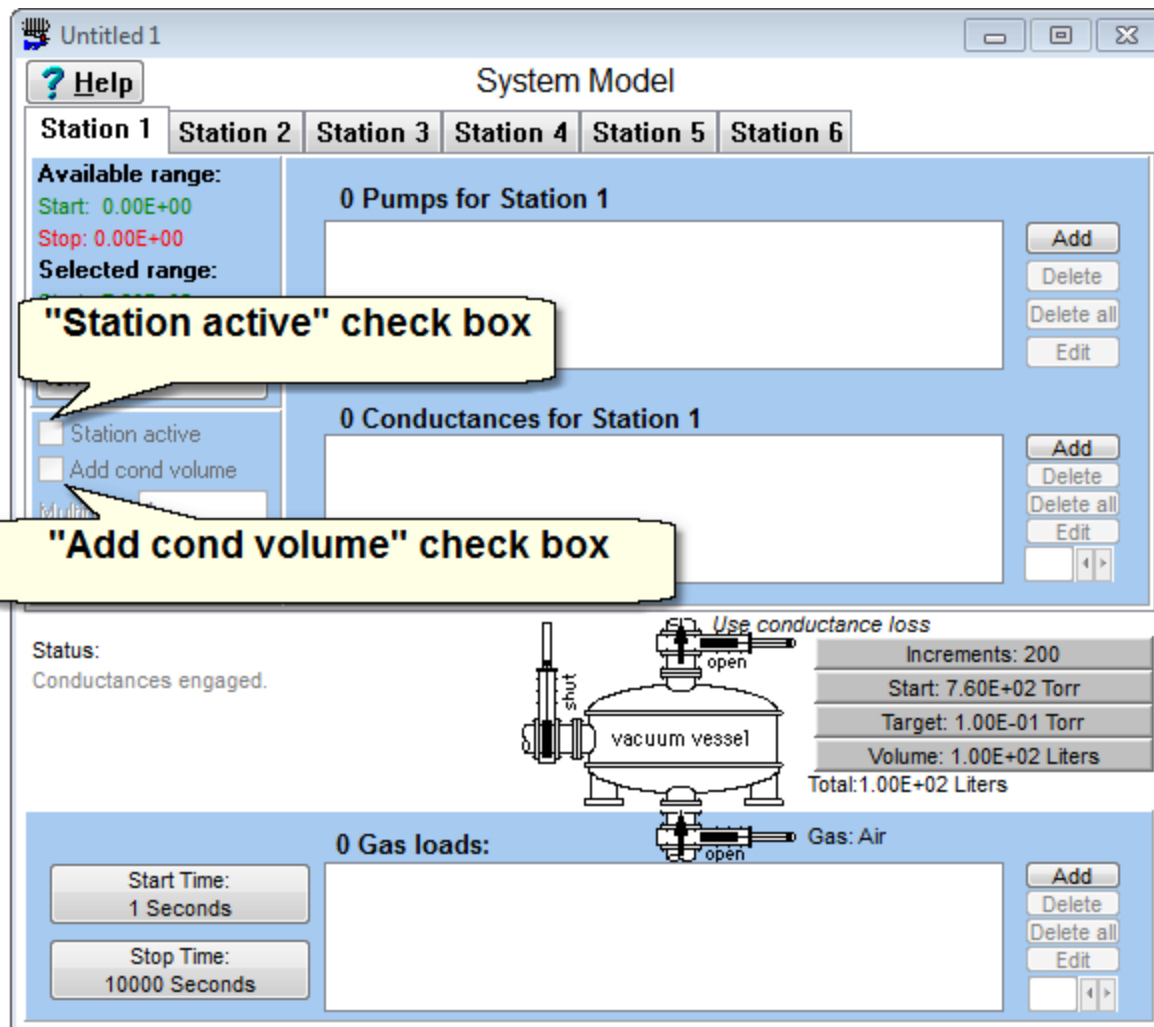 Untitled 1
? Help
System Model
Station 1 Station 2 Station 3 Station 4 Station 5 Station 6
Available range:
Start: 0.00E+00
Stop: 0.00E+00
Selected range:
0 Pumps for Station 1
Add
Delete
Delete all
Edit
"Station active" check box
Station active
Add cond volume
0 Conductances for Station 1
Add
Delete
Delete all
Edit
"Add cond volume" check box
Status:
Conductances engaged.
shut
open
vacuum vessel
open
Use conductance loss
Increments: 200
Start: 7.60E+02 Torr
Target: 1.00E-01 Torr
Volume: 1.00E+02 Liters
Total:1.00E+02 Liters
Gas: Air
0 Gas loads:
Start Time:
1 Seconds
Stop Time:
10000 Seconds
Add
Delete
Delete all
Edit